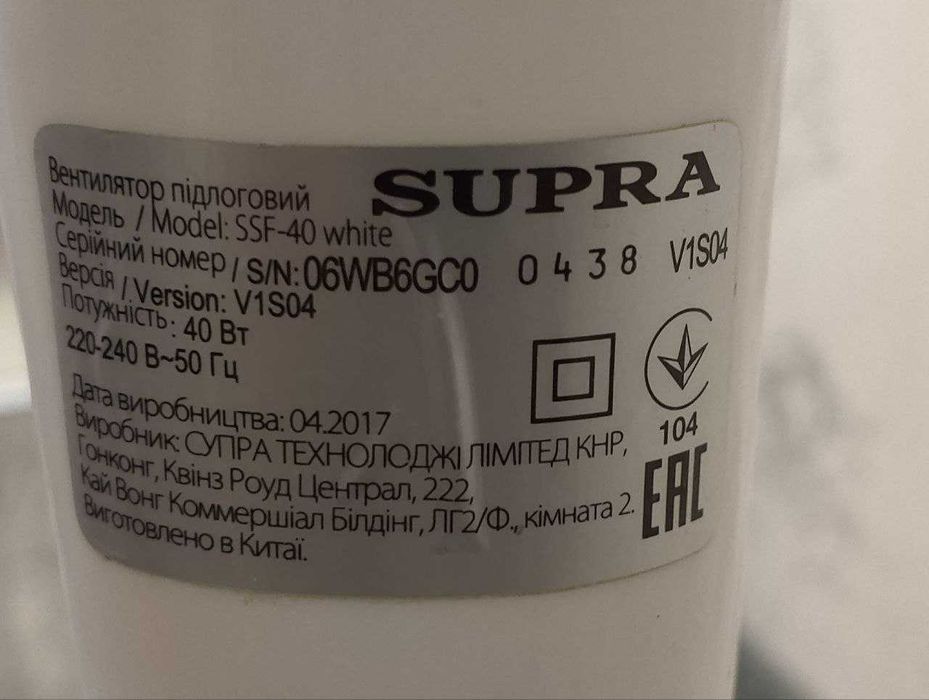 SUPRA
Вентилятор підлоговий
Модель / Model: SSF-40 white
Серійний номер / S/N: 06WB6GC0 0438 V1S04
Версія / Version: V1S04
Потужність: 40 Вт
220-240 В~50 Гц
Дата виробництва: 04.2017
Виробник: СУПРА ТЕХНОЛОДЖІ ЛІМІТЕД КНР,
Гонконг, Квінз Роуд Централ, 222,
Кай Вонг Коммершіал Білдінг, ЛГ2/Ф., кімната 2.
Виготовлено в Китаї.
104
EAC